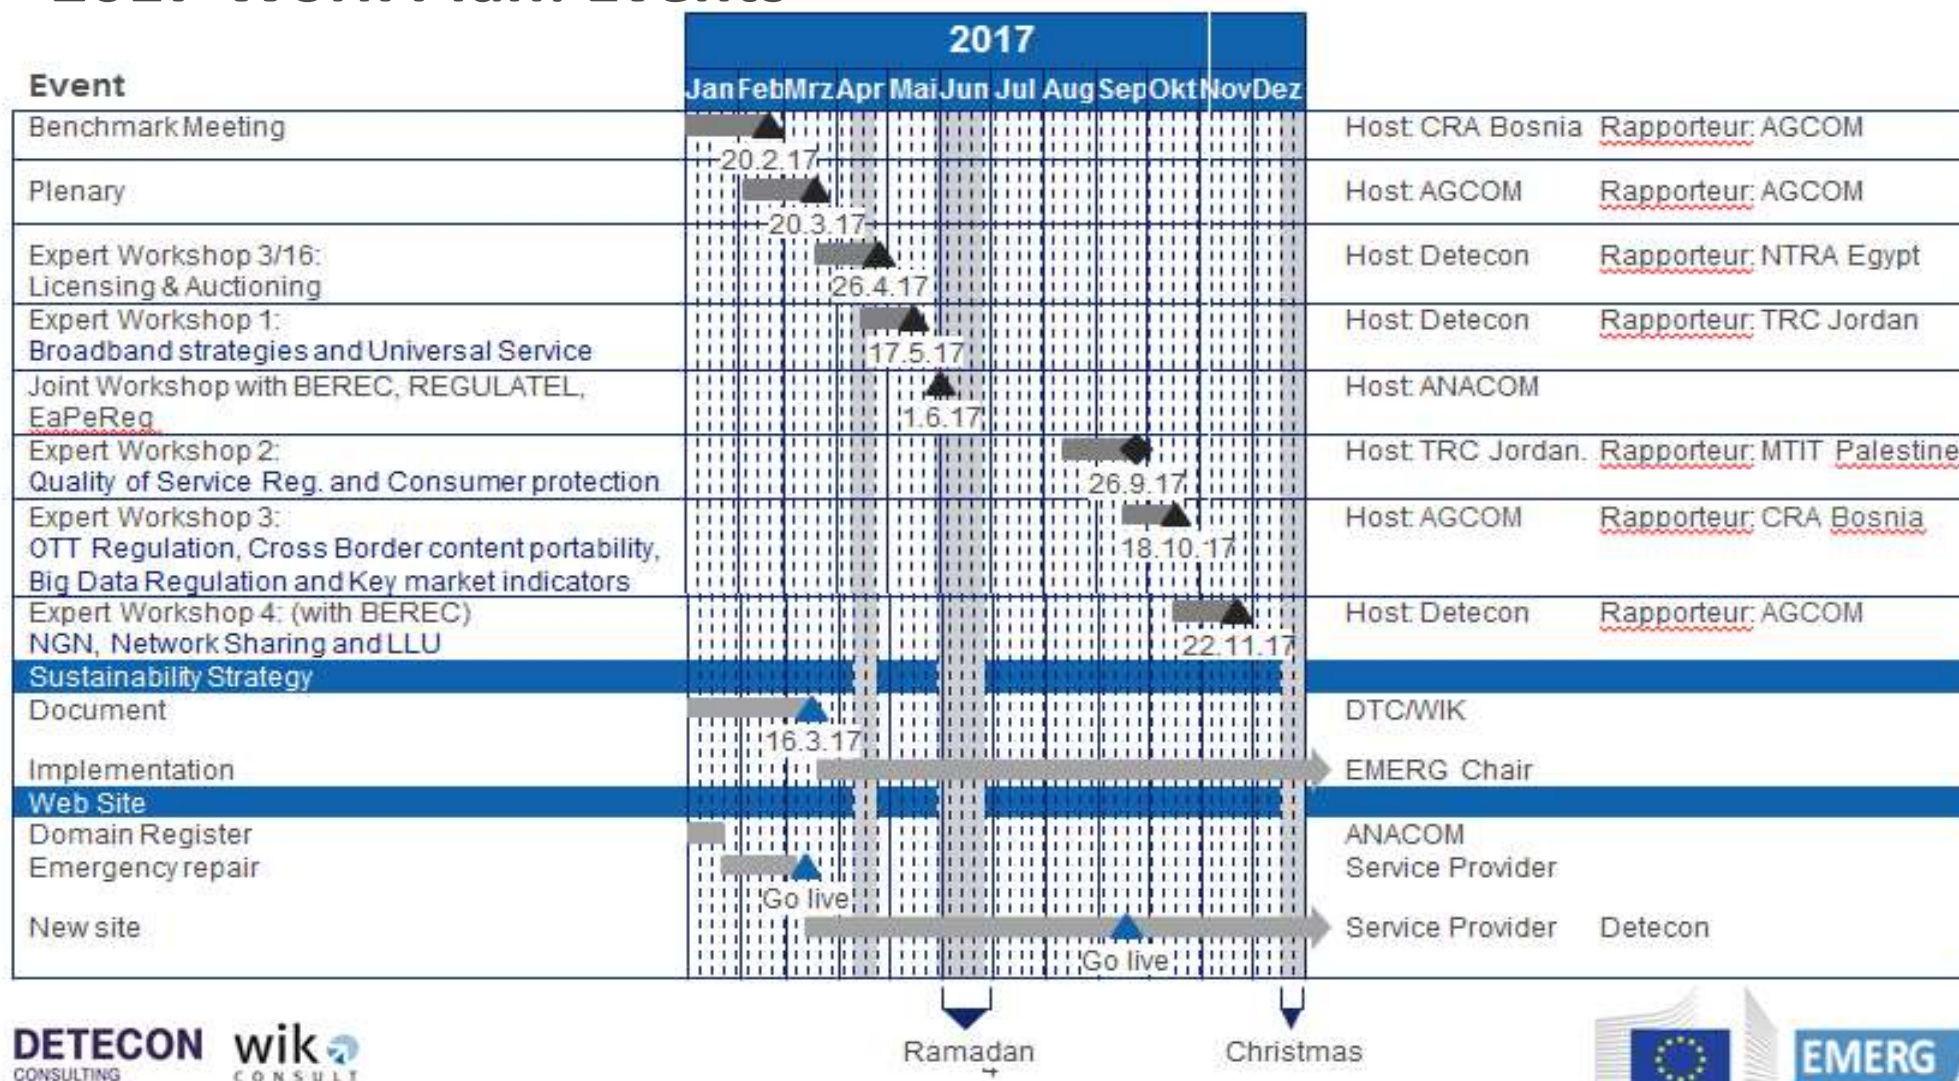 2017 Work Plan: Events
2017
Event
Jan Feb Mrz Apr Mai Jun Jul Aug Sep Okt Nov Dez
Benchmark Meeting Host: CRA Bosnia Rapporteur: AGCOM
20.2.17
Plenary Host: AGCOM Rapporteur: AGCOM
20.3.17
Expert Workshop 3/16: Host: Detecon Rapporteur: NTRA Egypt
Licensing & Auctioning 26.4.17
Expert Workshop 1: Host: Detecon Rapporteur: TRC Jordan
Broadband strategies and Universal Service 17.5.17
Joint Workshop with BEREC, REGULATEL, Host: ANACOM
EaPeReg 1.6.17
Expert Workshop 2: Host: TRC Jordan. Rapporteur: MTIT Palestine
Quality of Service Reg. and Consumer protection 26.9.17
Expert Workshop 3: Host: AGCOM Rapporteur: CRA Bosnia
OTT Regulation, Cross Border content portability, 18.10.17
Big Data Regulation and Key market indicators
Expert Workshop 4: (with BEREC) Host: Detecon Rapporteur: AGCOM
NGN, Network Sharing and LLU 22.11.17
Sustainability Strategy
Document DTC/WIK
16.3.17
Implementation EMERG Chair
Web Site
Domain Register ANACOM
Emergency repair Service Provider
Go live
New site Service Provider Detecon
Go live
Ramadan Christmas
DETECON wik EMERG
CONSULTING CONSULT